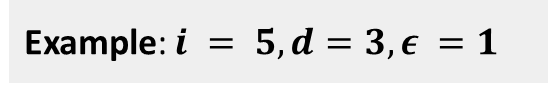 Example: i = 5, d = 3, ϵ = 1